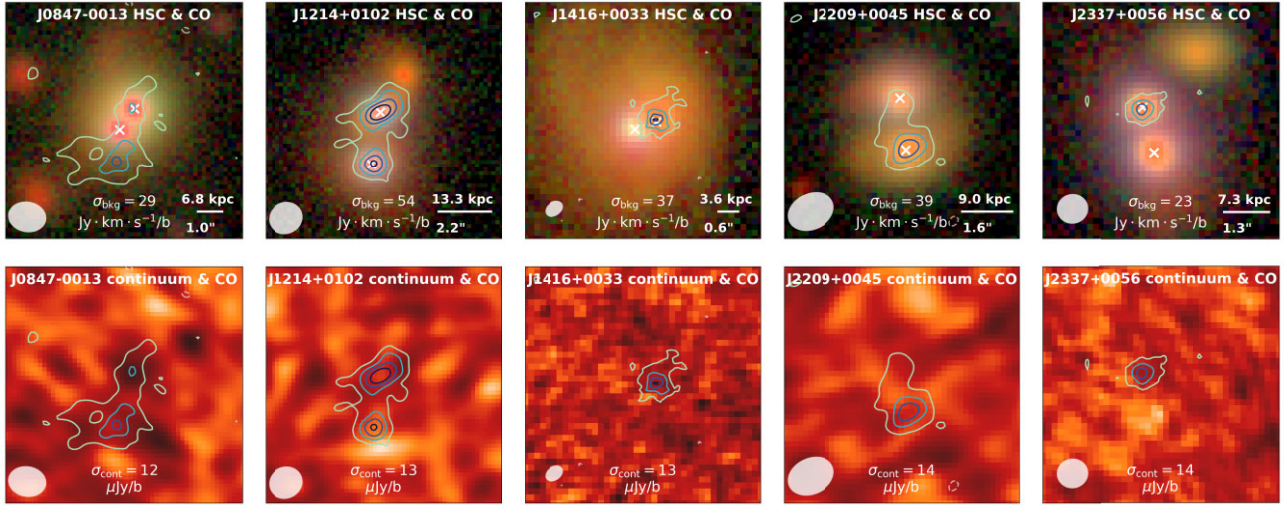 J0847-0013 HSC & CO
σbkg = 29
Jy · km · s⁻¹/b
6.8 kpc
1.0"
J1214+0102 HSC & CO
σbkg = 54
Jy · km · s⁻¹/b
13.3 kpc
2.2"
J1416+0033 HSC & CO
σbkg = 37
Jy · km · s⁻¹/b
3.6 kpc
0.6"
J2209+0045 HSC & CO
σbkg = 39
Jy · km · s⁻¹/b
9.0 kpc
1.6"
J2337+0056 HSC & CO
σbkg = 23
Jy · km · s⁻¹/b
7.3 kpc
1.3"
J0847-0013 continuum & CO
σcont = 12
μJy/b
J1214+0102 continuum & CO
σcont = 13
μJy/b
J1416+0033 continuum & CO
σcont = 13
μJy/b
J2209+0045 continuum & CO
σcont = 14
μJy/b
J2337+0056 continuum & CO
σcont = 14
μJy/b